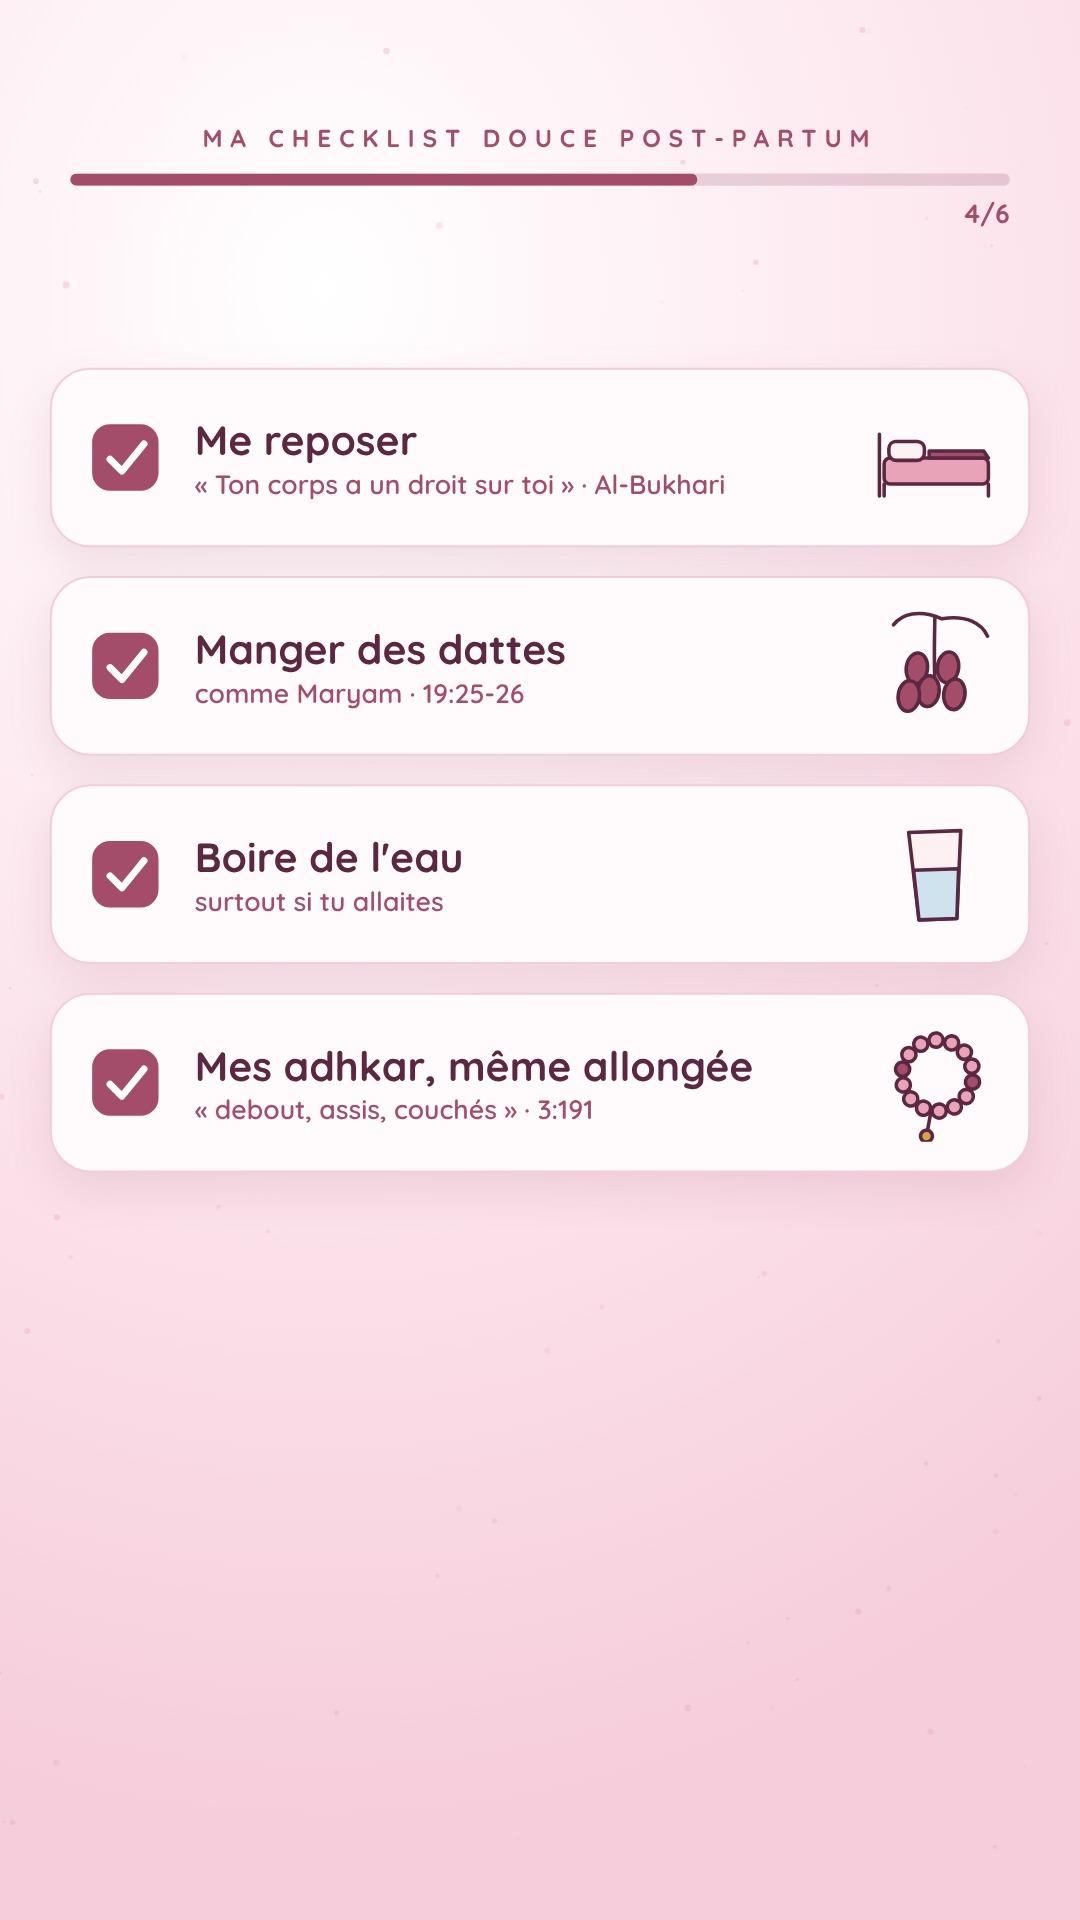 MA CHECKLIST DOUCE POST-PARTUM
4/6
Me reposer
« Ton corps a un droit sur toi » · Al-Bukhari
Manger des dattes
comme Maryam · 19:25-26
Boire de l'eau
surtout si tu allaites
Mes adhkar, même allongée
« debout, assis, couchés » · 3:191